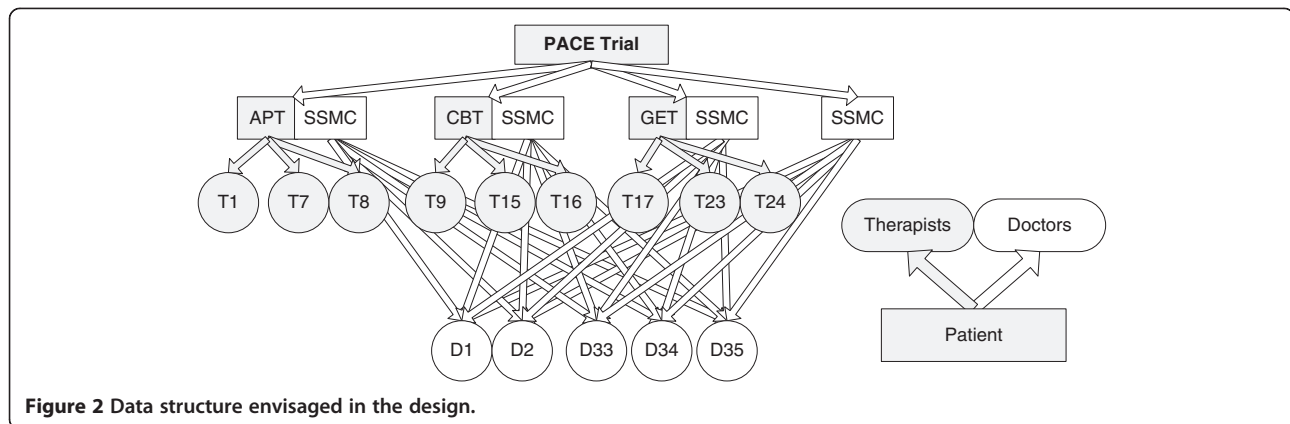 PACE Trial
APT SSMC CBT SSMC GET SSMC SSMC
T1 T7 T8 T9 T15 T16 T17 T23 T24
Therapists Doctors
D1 D2 D33 D34 D35
Patient
Figure 2 Data structure envisaged in the design.